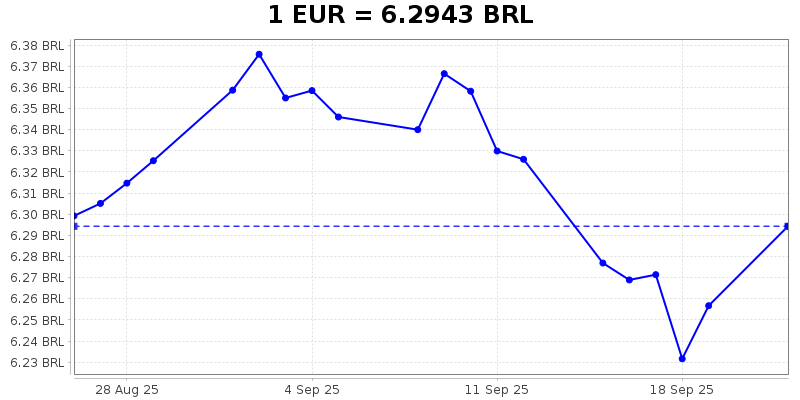 1 EUR = 6.2943 BRL
6.38 BRL
6.37 BRL
6.36 BRL
6.35 BRL
6.34 BRL
6.33 BRL
6.32 BRL
6.31 BRL
6.30 BRL
6.29 BRL
6.28 BRL
6.27 BRL
6.26 BRL
6.25 BRL
6.24 BRL
6.23 BRL
28 Aug 25 4 Sep 25 11 Sep 25 18 Sep 25